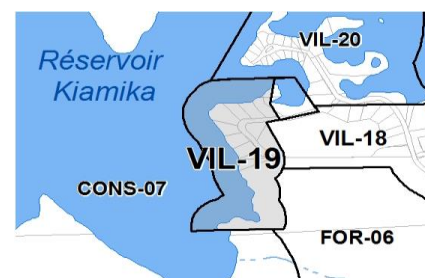 VIL-20
Réservoir
Kiamika
VIL-18
VIL-19
CONS-07
FOR-06